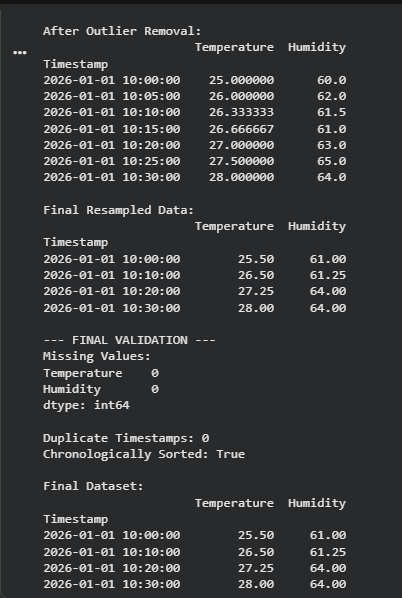 After Outlier Removal:
                     Temperature  Humidity
Timestamp
2026-01-01 10:00:00    25.000000      60.0
2026-01-01 10:05:00    26.000000      62.0
2026-01-01 10:10:00    26.333333      61.5
2026-01-01 10:15:00    26.666667      61.0
2026-01-01 10:20:00    27.000000      63.0
2026-01-01 10:25:00    27.500000      65.0
2026-01-01 10:30:00    28.000000      64.0

Final Resampled Data:
                     Temperature  Humidity
Timestamp
2026-01-01 10:00:00        25.50     61.00
2026-01-01 10:10:00        26.50     61.25
2026-01-01 10:20:00        27.25     64.00
2026-01-01 10:30:00        28.00     64.00

--- FINAL VALIDATION ---
Missing Values:
Temperature    0
Humidity       0
dtype: int64

Duplicate Timestamps: 0
Chronologically Sorted: True

Final Dataset:
                     Temperature  Humidity
Timestamp
2026-01-01 10:00:00        25.50     61.00
2026-01-01 10:10:00        26.50     61.25
2026-01-01 10:20:00        27.25     64.00
2026-01-01 10:30:00        28.00     64.00